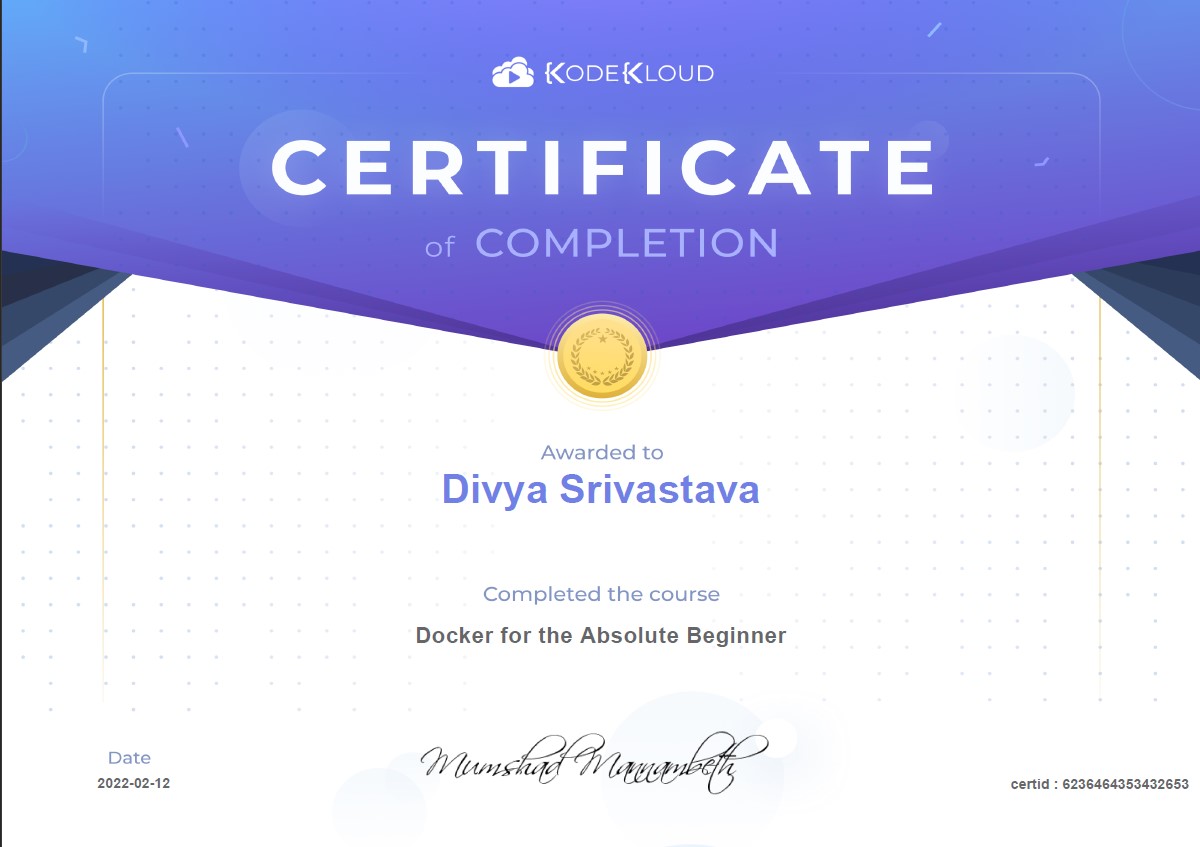 KODEKLOUD
CERTIFICATE
of COMPLETION
Awarded to
Divya Srivastava
Completed the course
Docker for the Absolute Beginner
Mumshad Mannambeth
Date
2022-02-12
certid : 6236464353432653